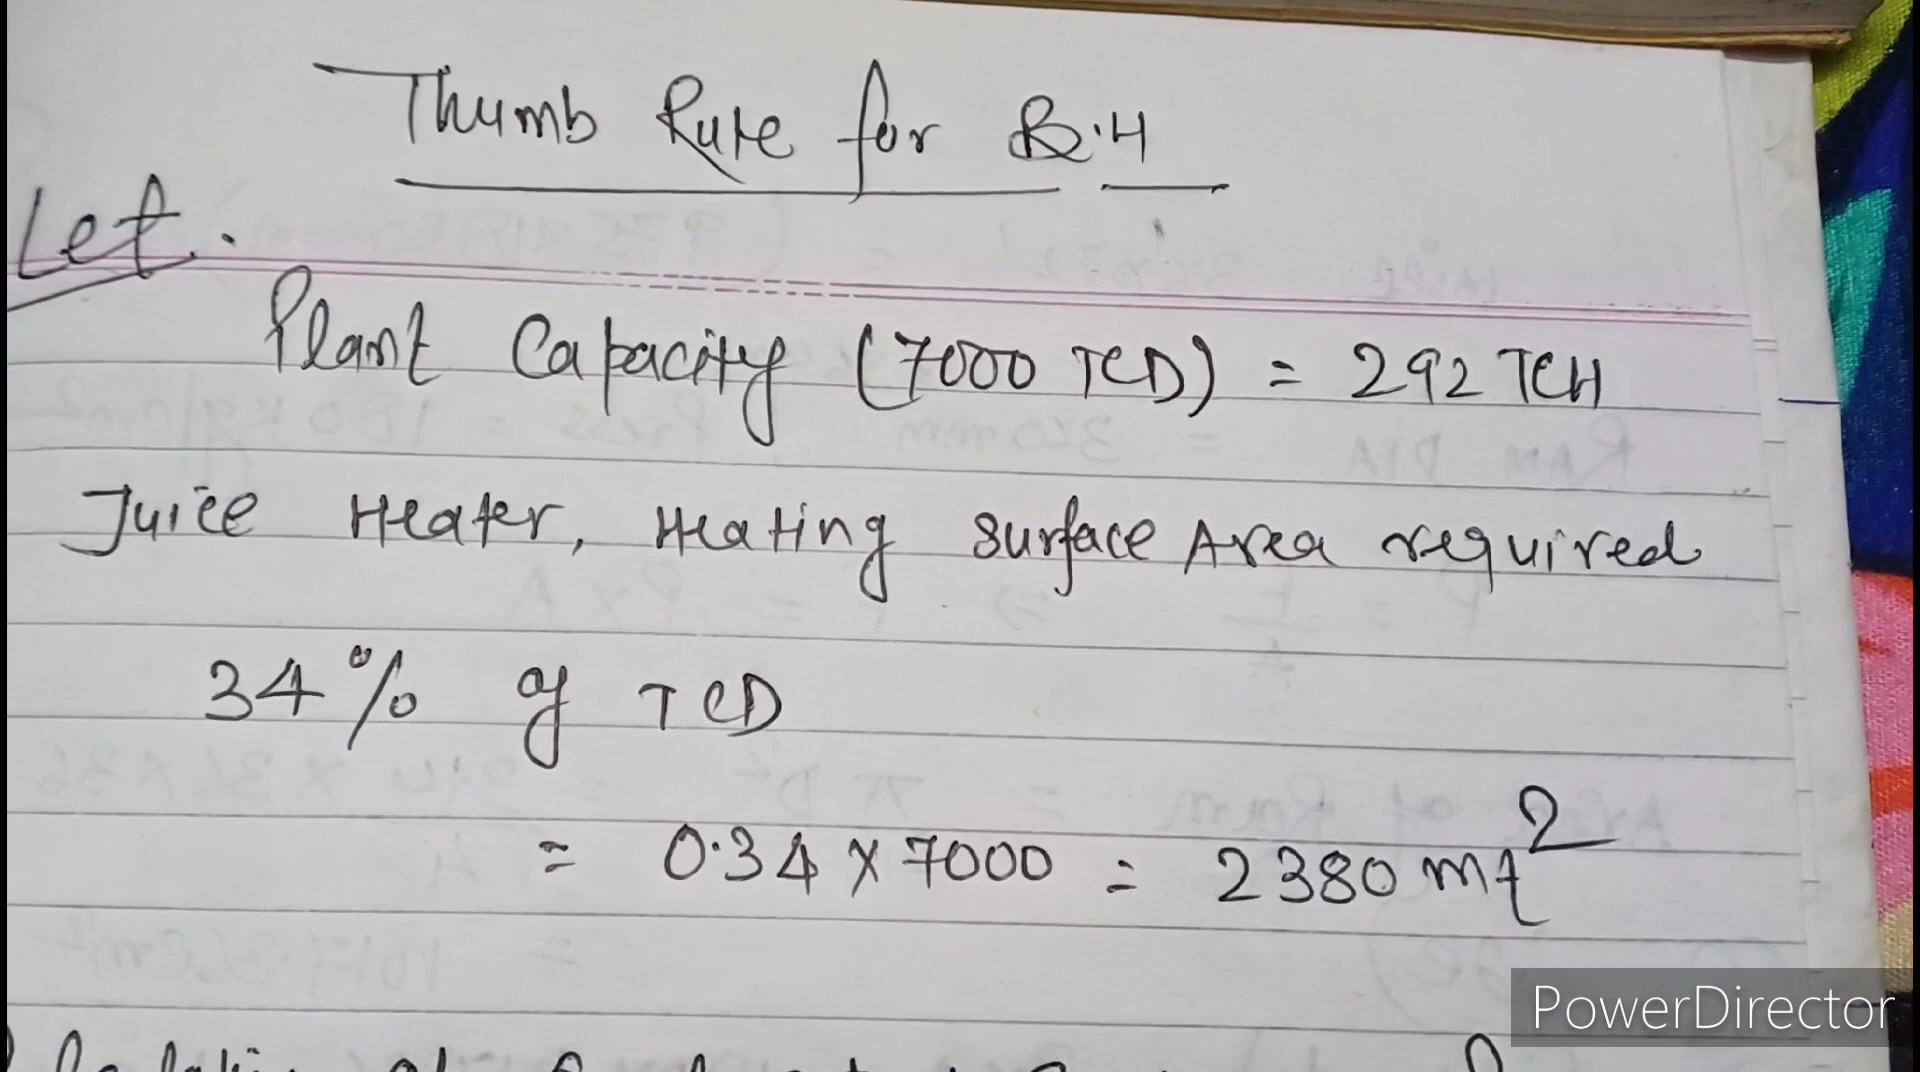 Thumb Rule for B.H
Let.
Plant Capacity (7000 TCD) = 292 TCH
Juice Heater, Heating surface Area required
34% of TCD
= 0.34 X 7000 = 2380 mt²
PowerDirector